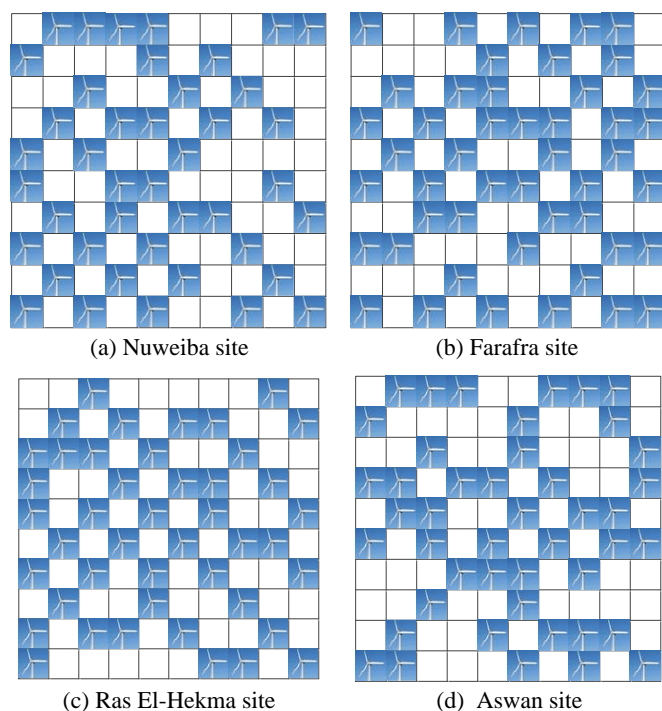 (a) Nuweiba site
(b) Farafra site
(c) Ras El-Hekma site
(d) Aswan site